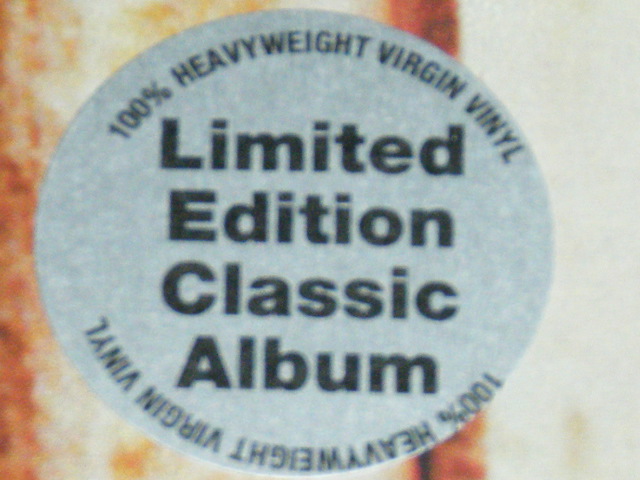 100% HEAVYWEIGHT VIRGIN VINYL
Limited
Edition
Classic
Album
100% HEAVYWEIGHT VIRGIN VINYL